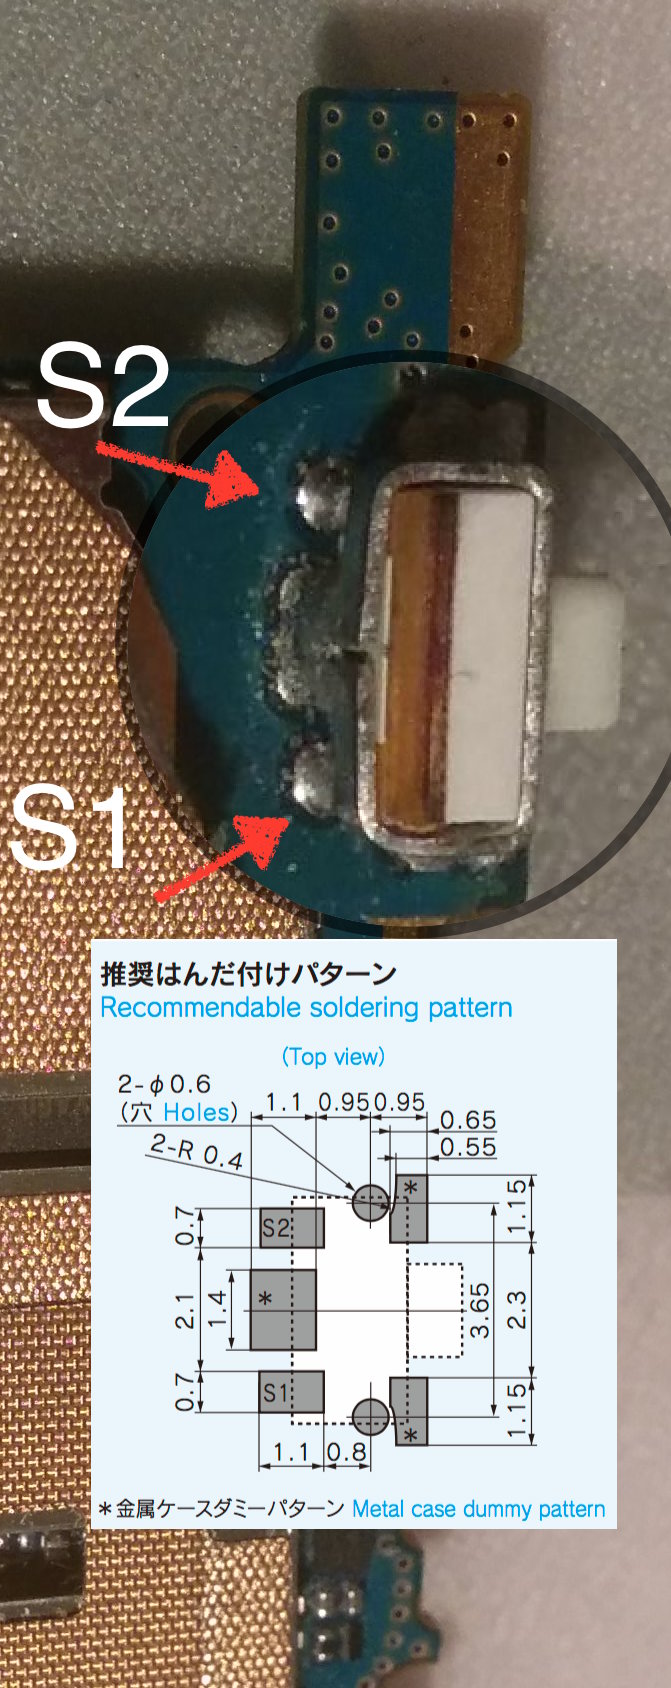 S2
S1
推奨はんだ付けパターン
Recommendable soldering pattern
(Top view)
2-φ0.6
(穴 Holes)
1.1 0.95 0.95
0.65
0.55
2-R 0.4
*
1.15
0.7
S2
2.1
1.4
*
3.65
2.3
0.7
S1
*
1.15
1.1 0.8
*金属ケースダミーパターン Metal case dummy pattern